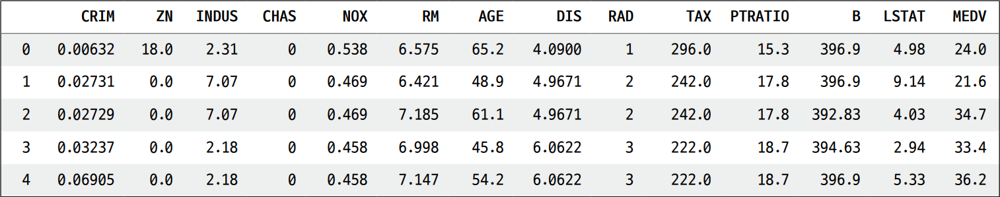 CRIM ZN INDUS CHAS NOX RM AGE DIS RAD TAX PTRATIO B LSTAT MEDV
0 0.00632 18.0 2.31 0 0.538 6.575 65.2 4.0900 1 296.0 15.3 396.9 4.98 24.0
1 0.02731 0.0 7.07 0 0.469 6.421 48.9 4.9671 2 242.0 17.8 396.9 9.14 21.6
2 0.02729 0.0 7.07 0 0.469 7.185 61.1 4.9671 2 242.0 17.8 392.83 4.03 34.7
3 0.03237 0.0 2.18 0 0.458 6.998 45.8 6.0622 3 222.0 18.7 394.63 2.94 33.4
4 0.06905 0.0 2.18 0 0.458 7.147 54.2 6.0622 3 222.0 18.7 396.9 5.33 36.2